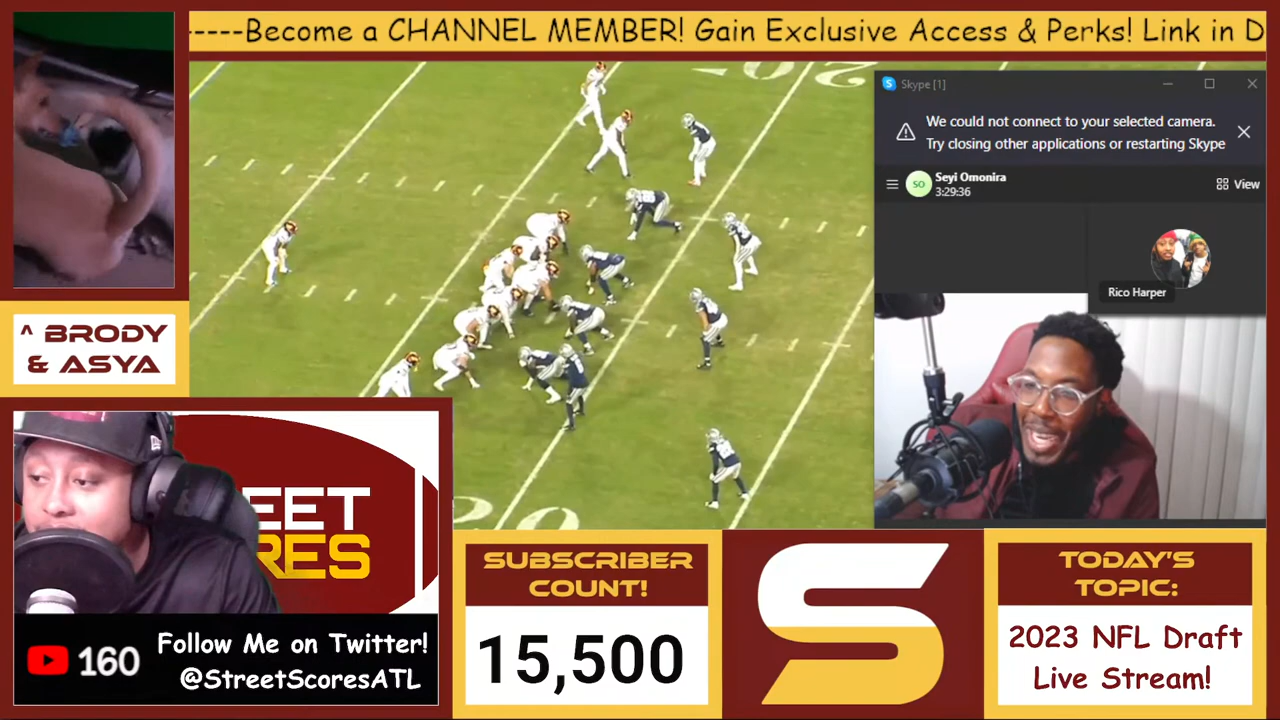 -----Become a CHANNEL MEMBER! Gain Exclusive Access & Perks! Link in D
Skype [1]
We could not connect to your selected camera.
Try closing other applications or restarting Skype
SO
Seyi Omonira
3:29:36
View
Rico Harper
^ BRODY
& ASYA
EET
RES
160
Follow Me on Twitter!
@StreetScoresATL
SUBSCRIBER
COUNT!
15,500
S
TODAY'S
TOPIC:
2023 NFL Draft
Live Stream!
20
20